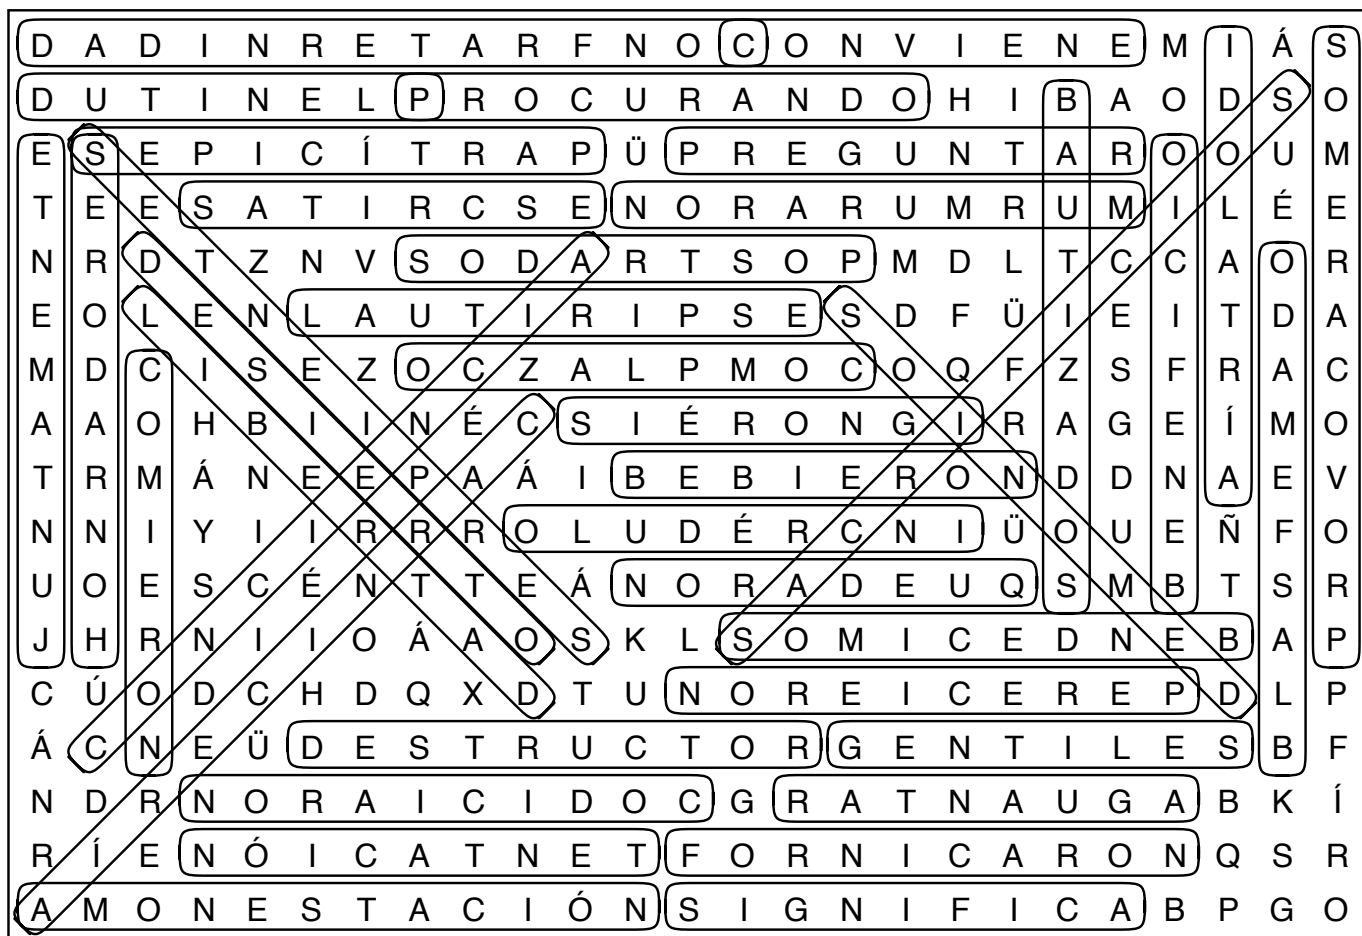 D A D I N R E T A R F N O C O N V I E N E M I Á S
D U T I N E L P R O C U R A N D O H I B A O D S O
E S E P I C Í T R A P Ü P R E G U N T A R O O U M
T E E S A T I R C S E N O R A R U M R U M I L É E
N R D T Z N V S O D A R T S O P M D L T C C A O R
E O L E N L A U T I R I P S E S D F Ü I E I T D A
M D C I S E Z O C Z A L P M O C O Q F Z S F R A C
A A O H B I I N É C S I É R O N G I R A G E Í M O
T R M Á N E E P A Á I B E B I E R O N D D N A E V
N N I Y I I R R R O L U D É R C N I Ü O U E Ñ F O
U O E S C É N T T E Á N O R A D E U Q S M B T S R
J H R N I I O Á A O S K L S O M I C E D N E B A P
C Ú O D C H D Q X D T U N O R E I C E R E P D L P
Á C N E Ü D E S T R U C T O R G E N T I L E S B F
N D R N O R A I C I D O C G R A T N A U G A B K Í
R Í E N Ó I C A T N E T F O R N I C A R O N Q S R
A M O N E S T A C I Ó N S I G N I F I C A B P G O